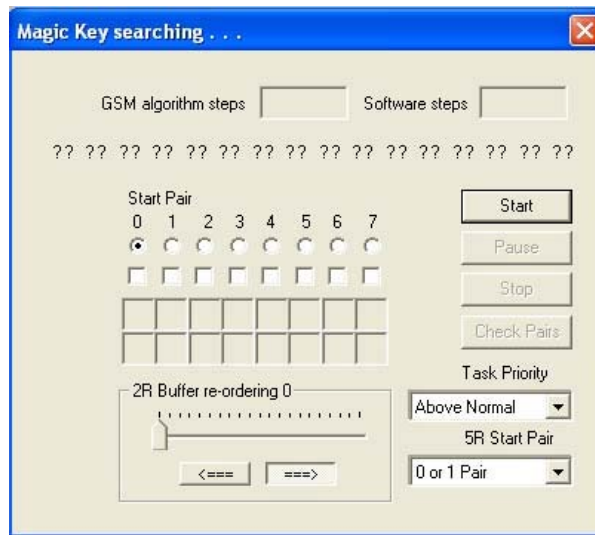 Magic Key searching . . .
GSM algorithm steps Software steps
?? ?? ?? ?? ?? ?? ?? ?? ?? ?? ?? ?? ?? ?? ?? ??
Start Pair
0 1 2 3 4 5 6 7
Start
Pause
Stop
Check Pairs
2R Buffer re-ordering 0
<=== ===>
Task Priority
Above Normal
5R Start Pair
0 or 1 Pair